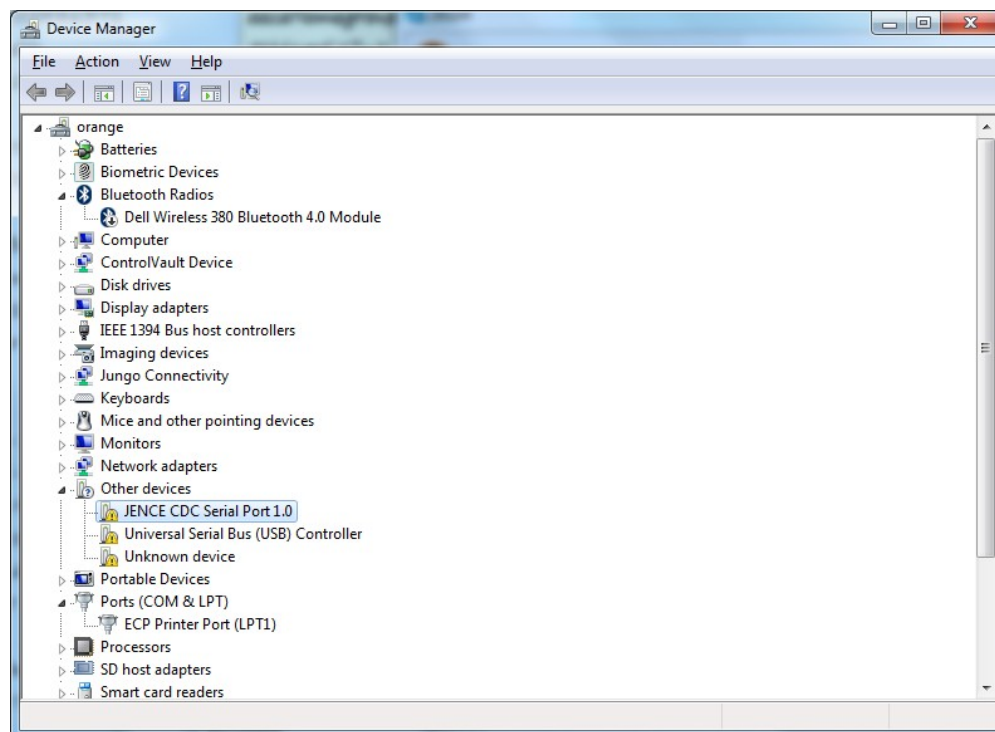 Device Manager
File Action View Help
orange
Batteries
Biometric Devices
Bluetooth Radios
Dell Wireless 380 Bluetooth 4.0 Module
Computer
ControlVault Device
Disk drives
Display adapters
IEEE 1394 Bus host controllers
Imaging devices
Jungo Connectivity
Keyboards
Mice and other pointing devices
Monitors
Network adapters
Other devices
JENCE CDC Serial Port 1.0
Universal Serial Bus (USB) Controller
Unknown device
Portable Devices
Ports (COM & LPT)
ECP Printer Port (LPT1)
Processors
SD host adapters
Smart card readers